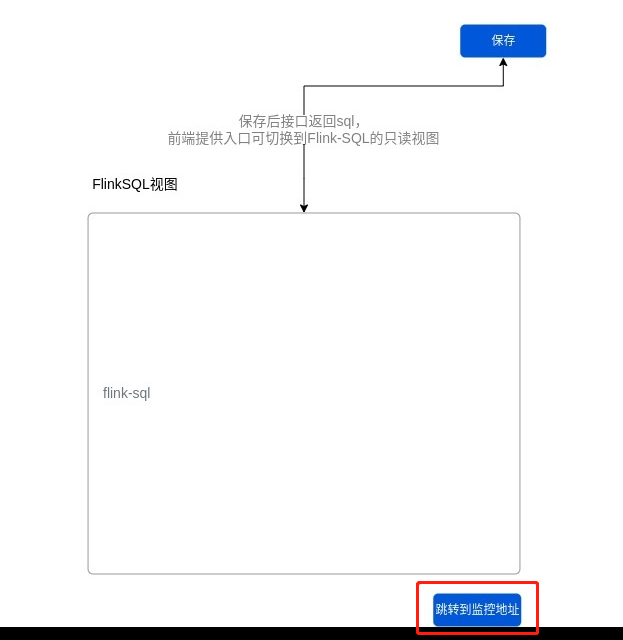 保存
保存后接口返回sql，
前端提供入口可切换到Flink-SQL的只读视图
FlinkSQL视图
flink-sql
跳转到监控地址